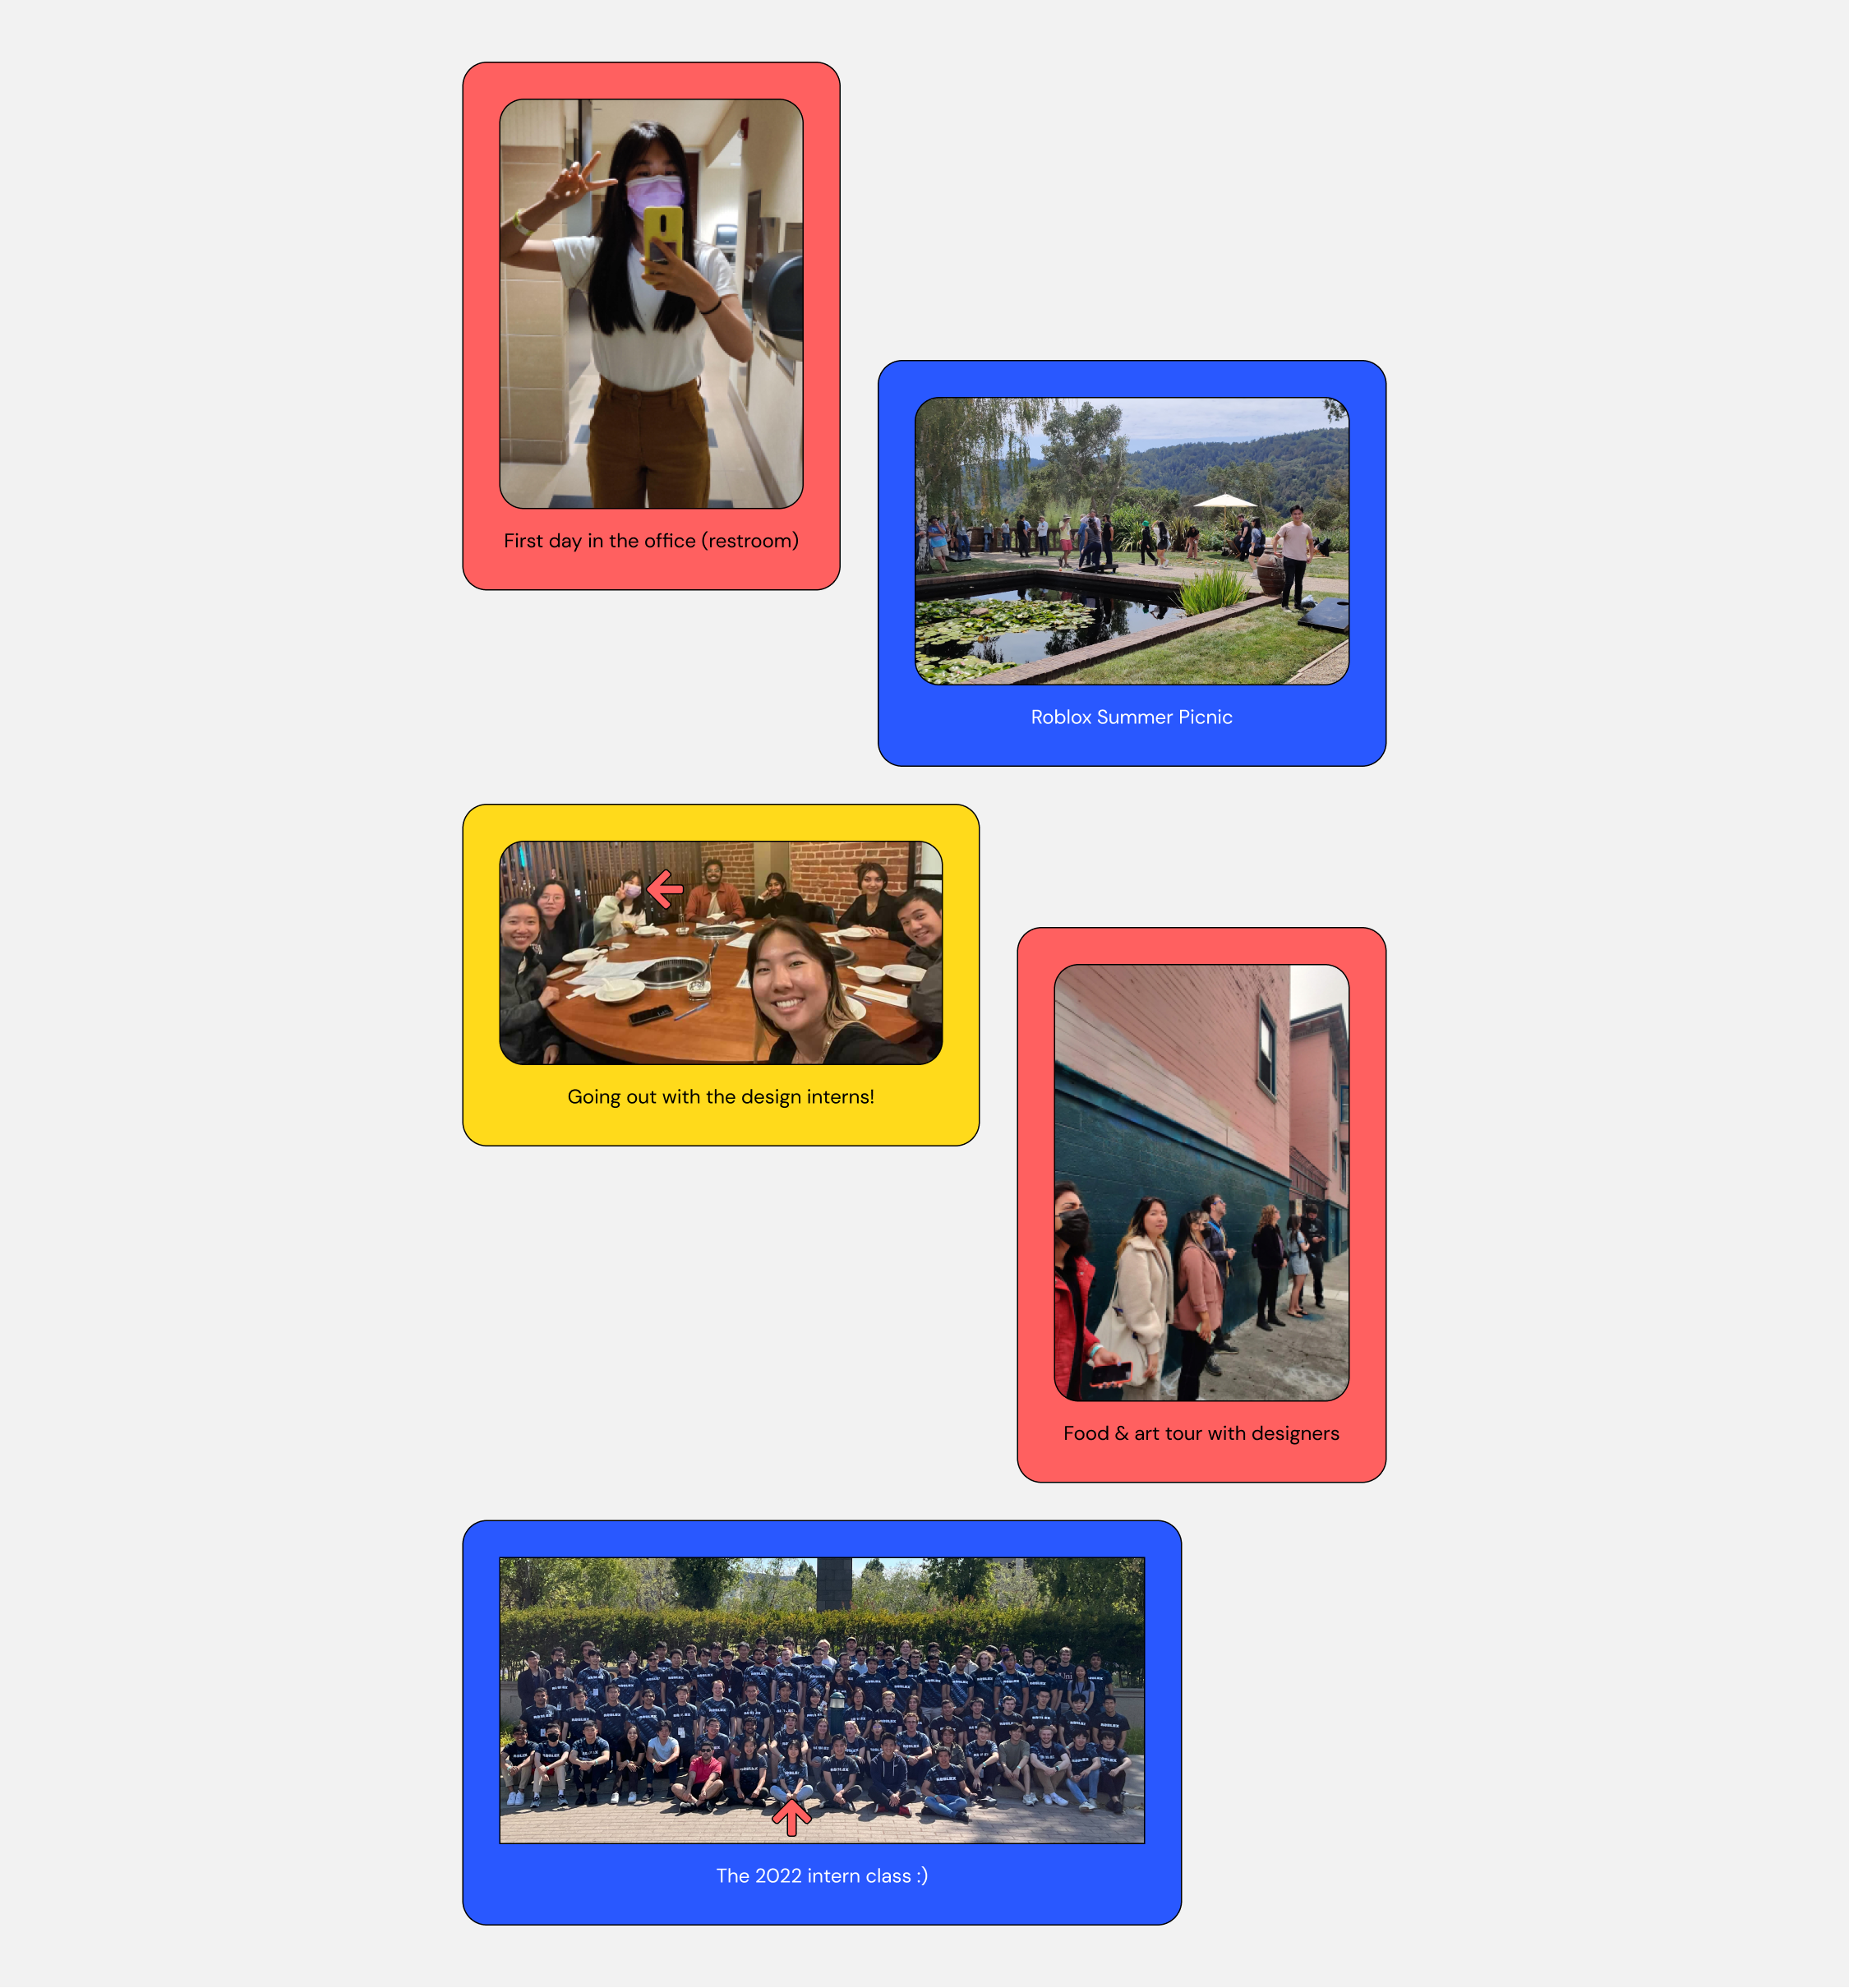 First day in the office (restroom)
Roblox Summer Picnic
Going out with the design interns!
Food & art tour with designers
The 2022 intern class :)